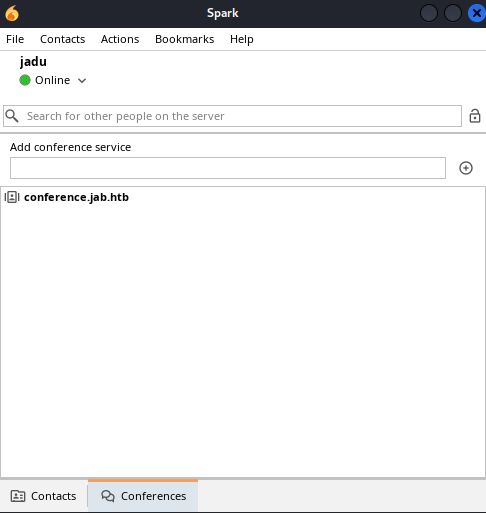 Spark
File Contacts Actions Bookmarks Help
jadu
Online
Search for other people on the server
Add conference service
conference.jab.htb
Contacts Conferences